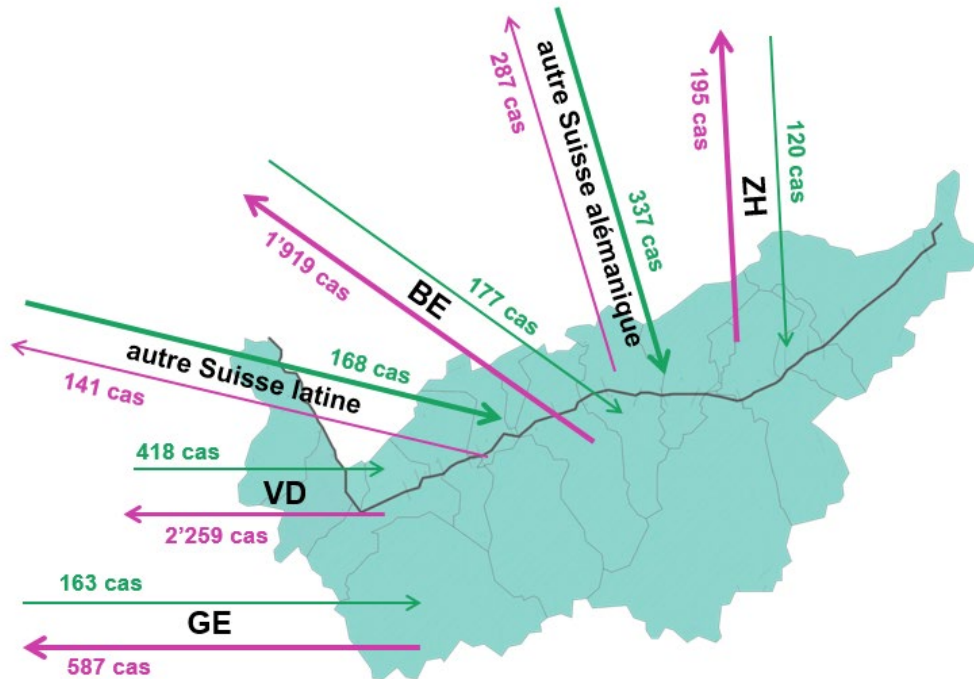 287 cas
autre Suisse alémanique
337 cas
195 cas
ZH
120 cas
1'919 cas
BE
177 cas
141 cas
autre Suisse latine
168 cas
418 cas
VD
2'259 cas
163 cas
GE
587 cas